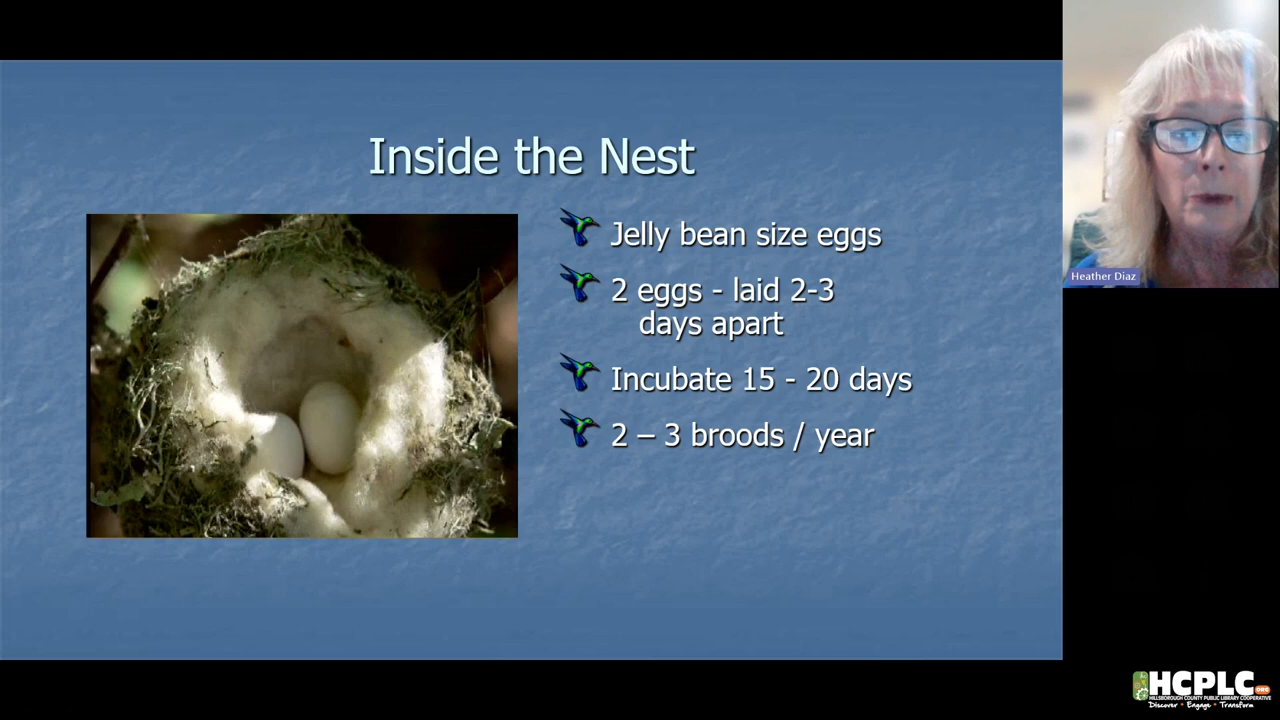 Inside the Nest
Jelly bean size eggs
2 eggs - laid 2-3
days apart
Incubate 15 - 20 days
2 – 3 broods / year
Heather Diaz
HCPLC
HILLSBOROUGH COUNTY PUBLIC LIBRARY COOPERATIVE
Discover • Engage • Transform